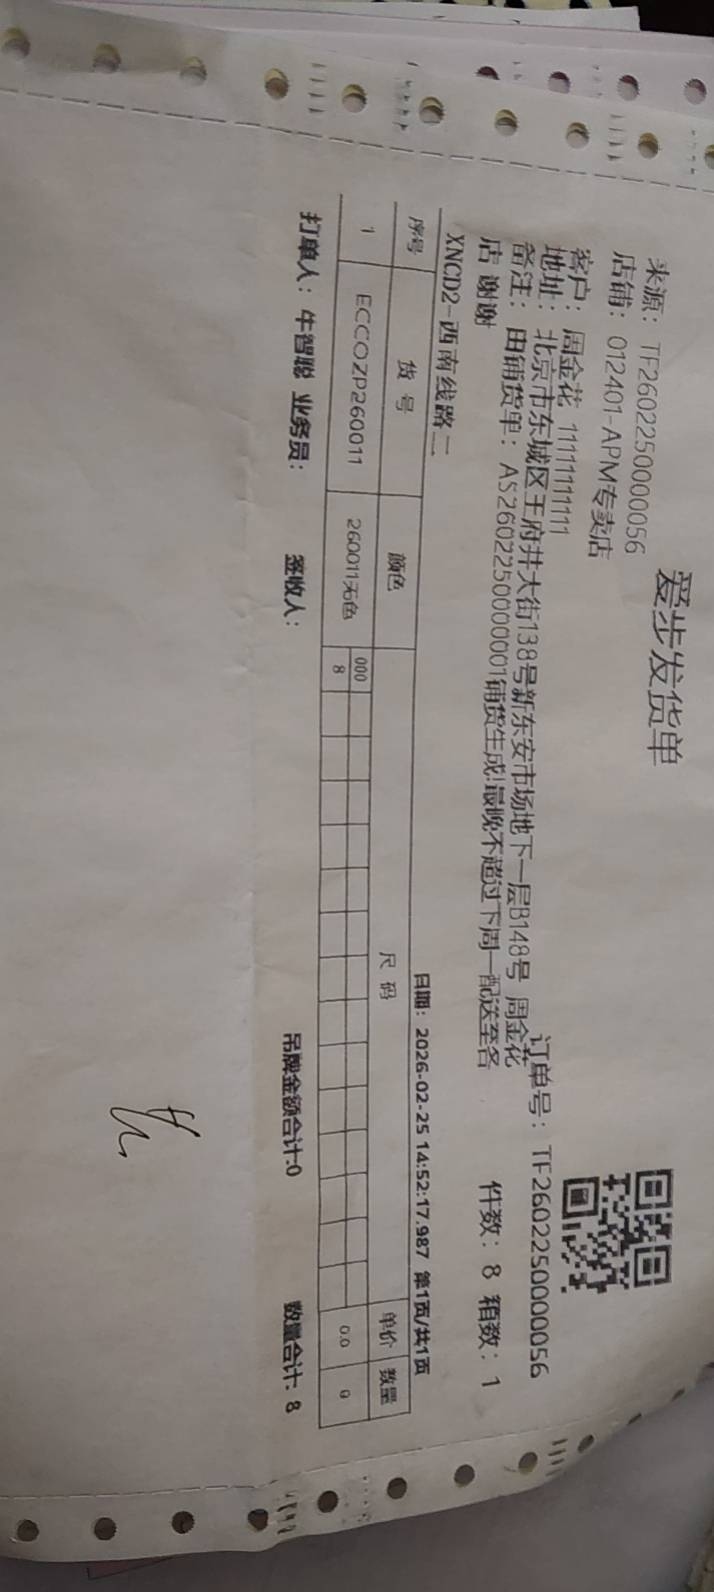 爱步发货单
来源：TF2602250000056
店铺：012401-APM专卖店
订单号：TF2602250000056
客户：周金花 11111111111
地址：北京市东城区王府井大街138号新东安市场地下一层B148号 周金花
备注：由铺货单：AS2602250000001铺货生成!最晚不超过下周一配送至各
店 谢谢
件数：8 箱数：1
XNCD2-西南线路二
日期：2026-02-25 14:52:17.987 第1页/共1页
序号 货号 颜色 尺码 单价 数量
1 ECCOZP260011 260011无色 000 0.0
8
打单人：牛智聪 业务员： 签收人： 吊牌金额合计:0 数量合计: 8